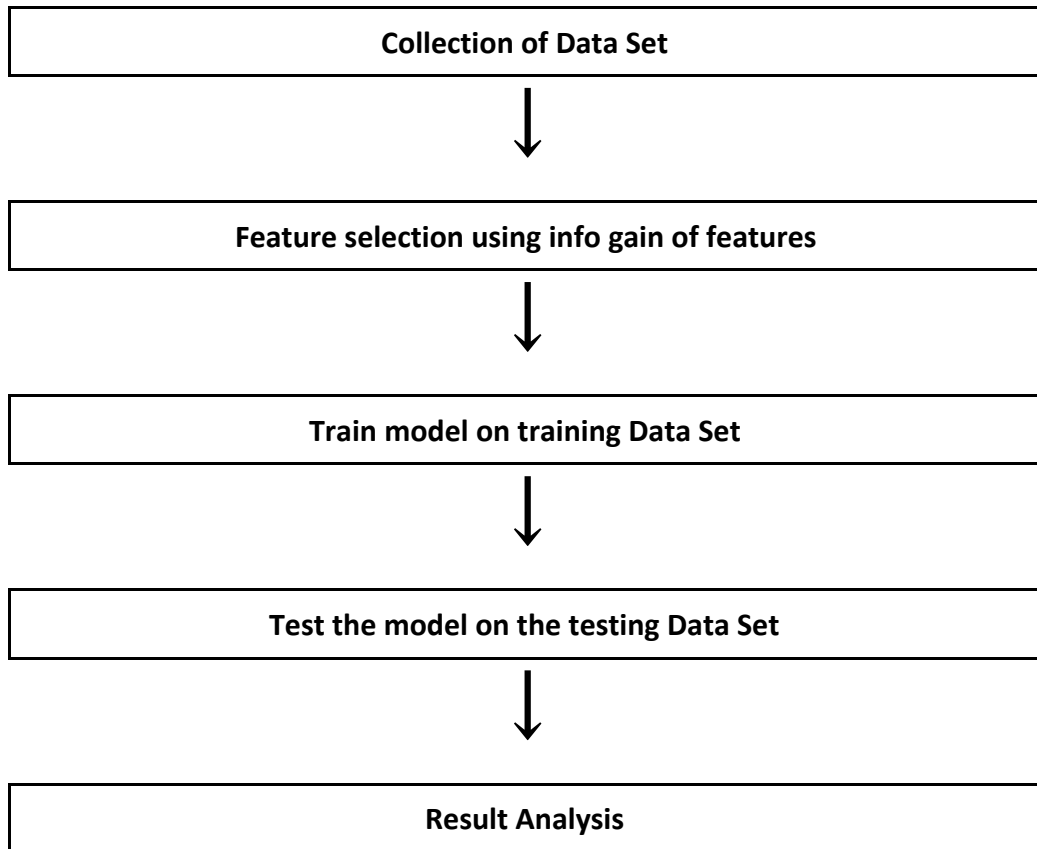 Collection of Data Set
Feature selection using info gain of features
Train model on training Data Set
Test the model on the testing Data Set
Result Analysis